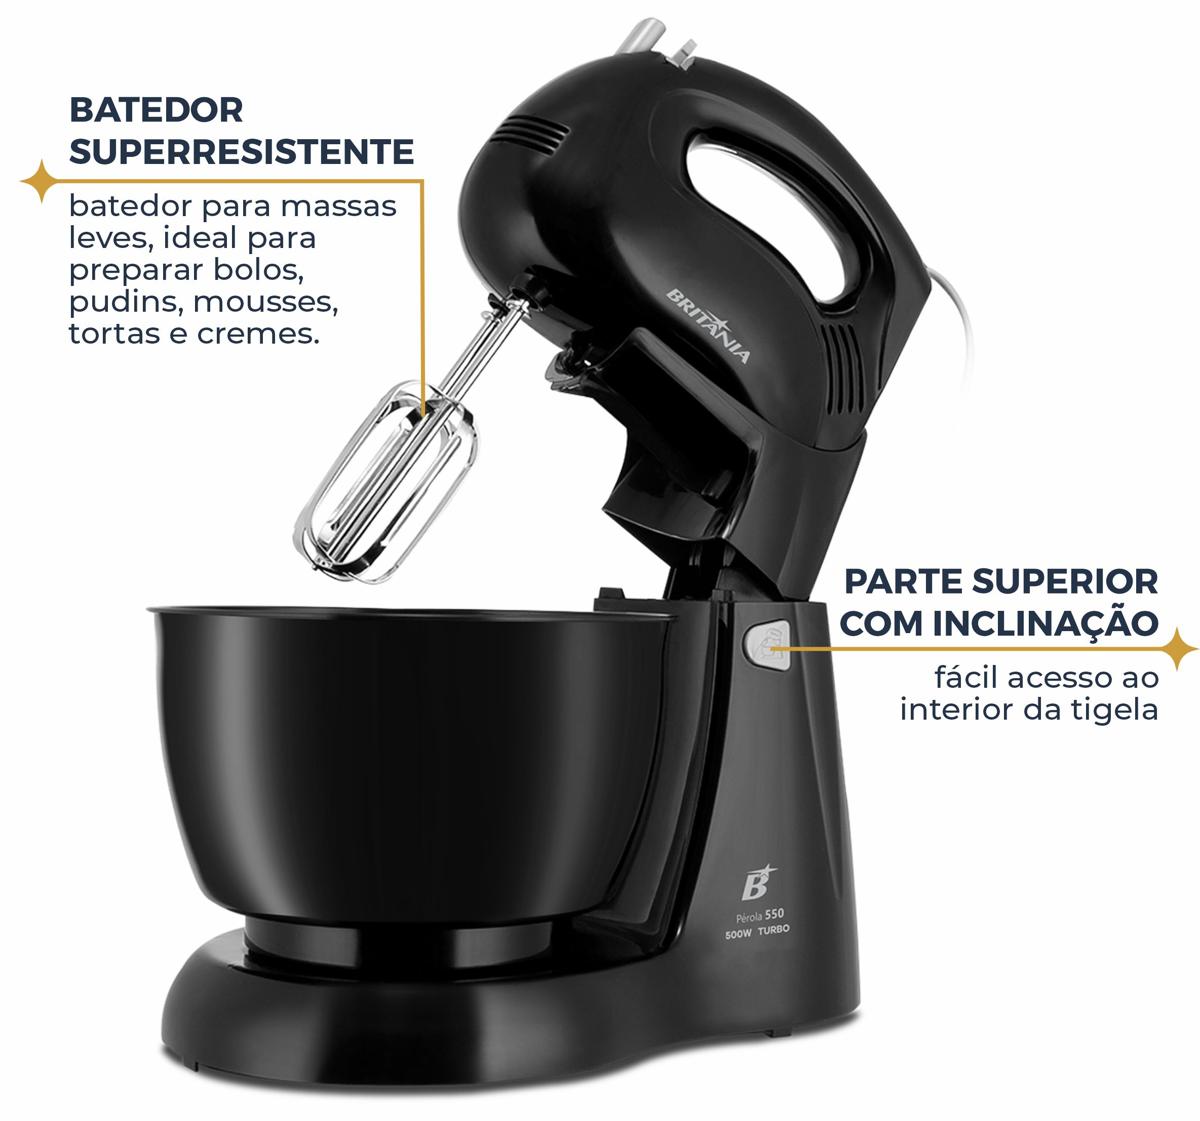 BATEDOR
SUPERRESISTENTE
batedor para massas
leves, ideal para
preparar bolos,
pudins, mousses,
tortas e cremes.
BRITÂNIA
PARTE SUPERIOR
COM INCLINAÇÃO
fácil acesso ao
interior da tigela
B
Pérola 550
500W TURBO